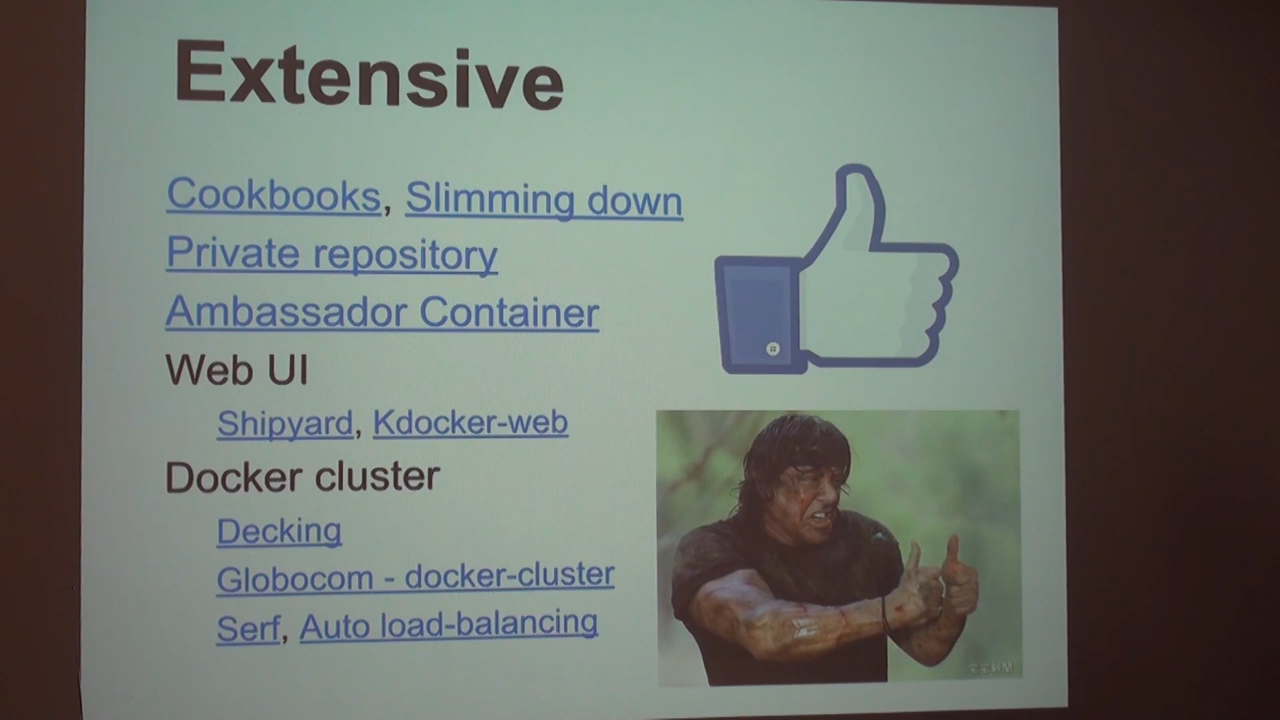 Extensive
Cookbooks, Slimming down
Private repository
Ambassador Container
Web UI
Shipyard, Kdocker-web
Docker cluster
Decking
Globocom - docker-cluster
Serf, Auto load-balancing